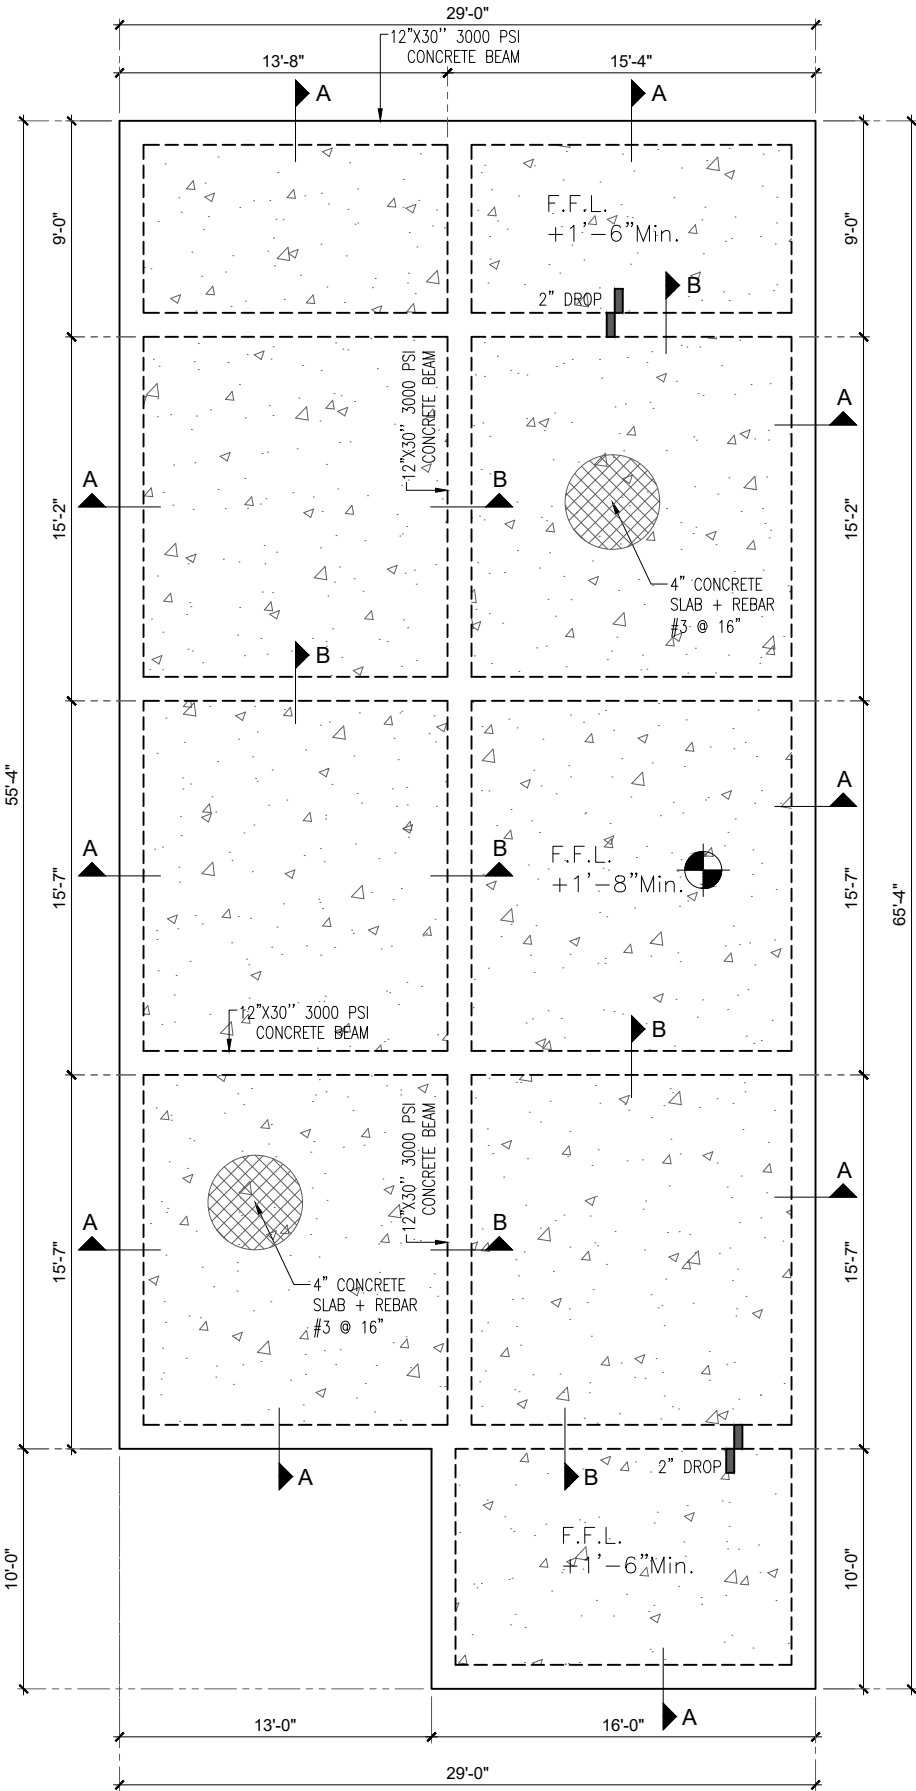 29'-0"
12"X30'' 3000 PSI
CONCRETE BEAM
13'-8"
15'-4"
A
A
9'-0"
9'-0"
F.F.L.
+1'-6"Min.
B
2" DROP
12"X30'' 3000 PSI
CONCRETE BEAM
A
A
B
15'-2"
15'-2"
4" CONCRETE
SLAB + REBAR
#3 @ 16"
B
55'-4"
A
A
B
F.F.L.
+1'-8"Min.
15'-7"
15'-7"
65'-4"
12"X30'' 3000 PSI
CONCRETE BEAM
B
12"X30'' 3000 PSI
CONCRETE BEAM
A
A
B
15'-7"
15'-7"
4" CONCRETE
SLAB + REBAR
#3 @ 16"
2" DROP
A
B
F.F.L.
+1'-6"Min.
10'-0"
10'-0"
A
13'-0"
16'-0"
29'-0"